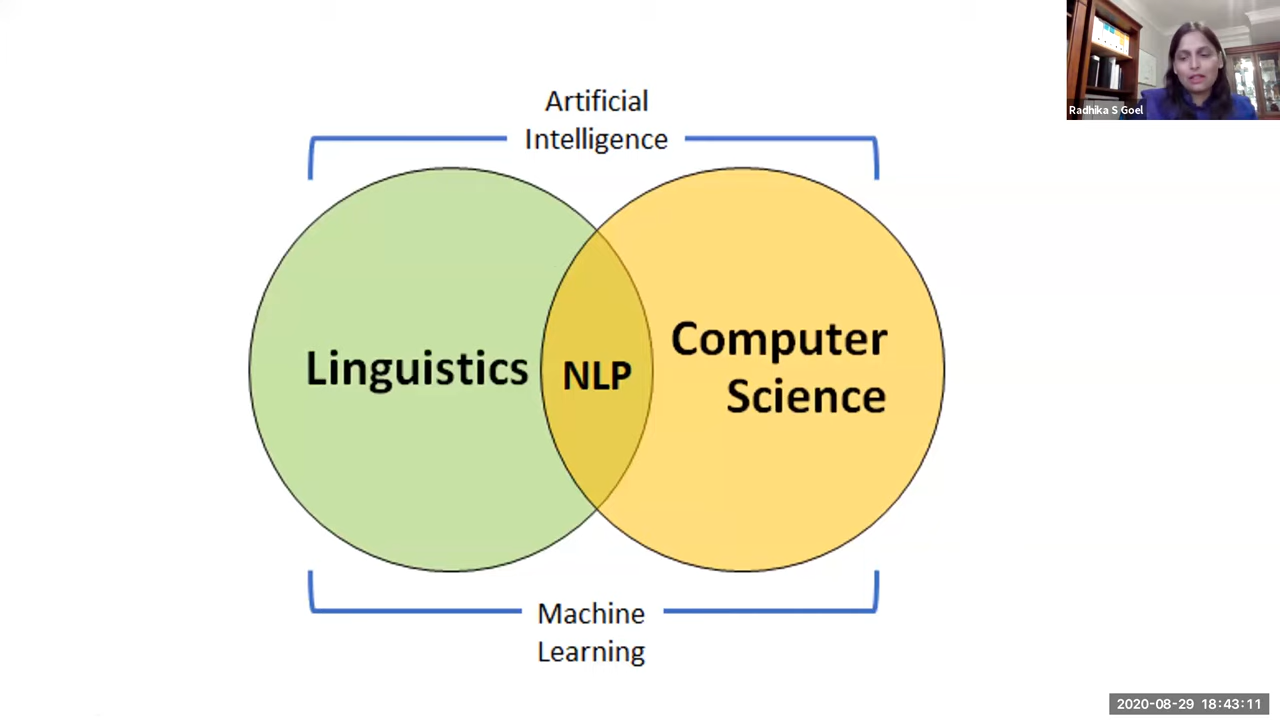 Radhika S Goel
Artificial
Intelligence
Linguistics
NLP
Computer
Science
Machine
Learning
2020-08-29 18:43:11